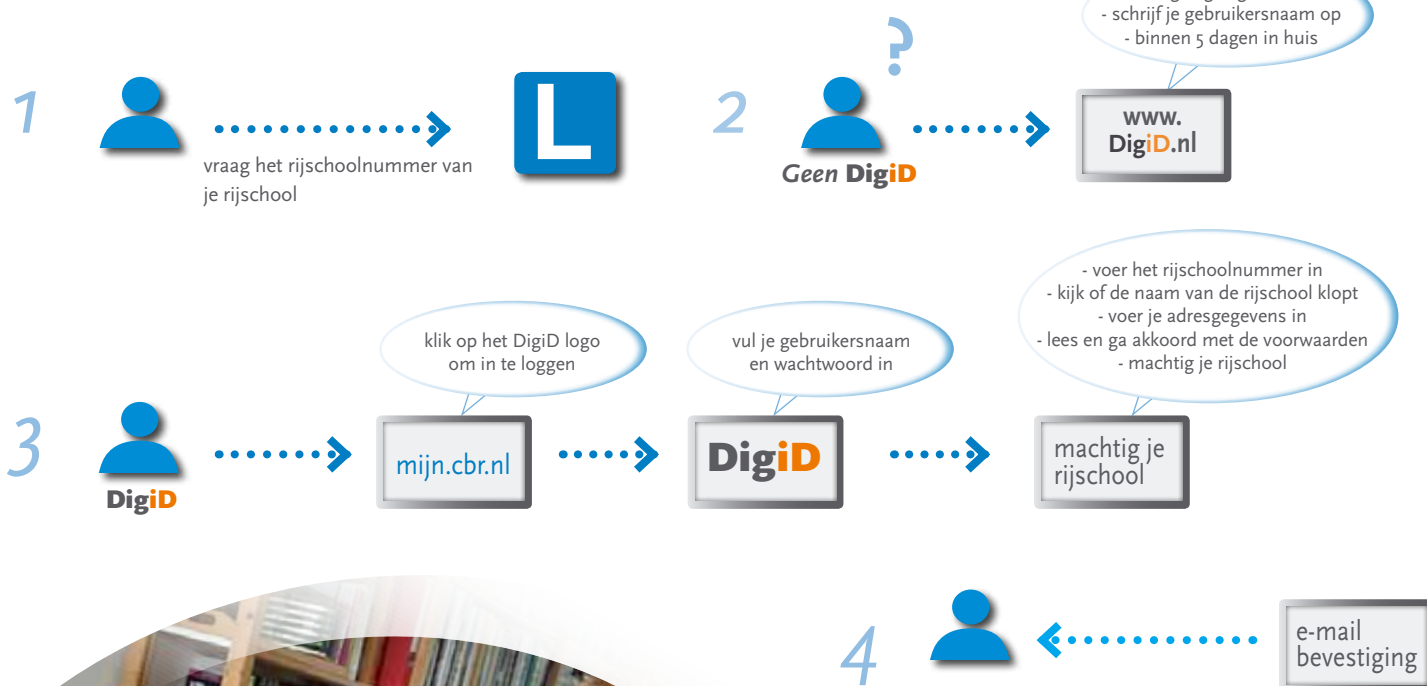 - schrijf je gebruikersnaam op
- binnen 5 dagen in huis
1
vraag het rijschoolnummer van
je rijschool
L
2
?
Geen DigiD
www.
DigiD.nl
3
DigiD
klik op het DigiD logo
om in te loggen
mijn.cbr.nl
vul je gebruikersnaam
en wachtwoord in
DigiD
- voer het rijschoolnummer in
- kijk of de naam van de rijschool klopt
- voer je adresgegevens in
- lees en ga akkoord met de voorwaarden
- machtig je rijschool
machtig je
rijschool
4
e-mail
bevestiging